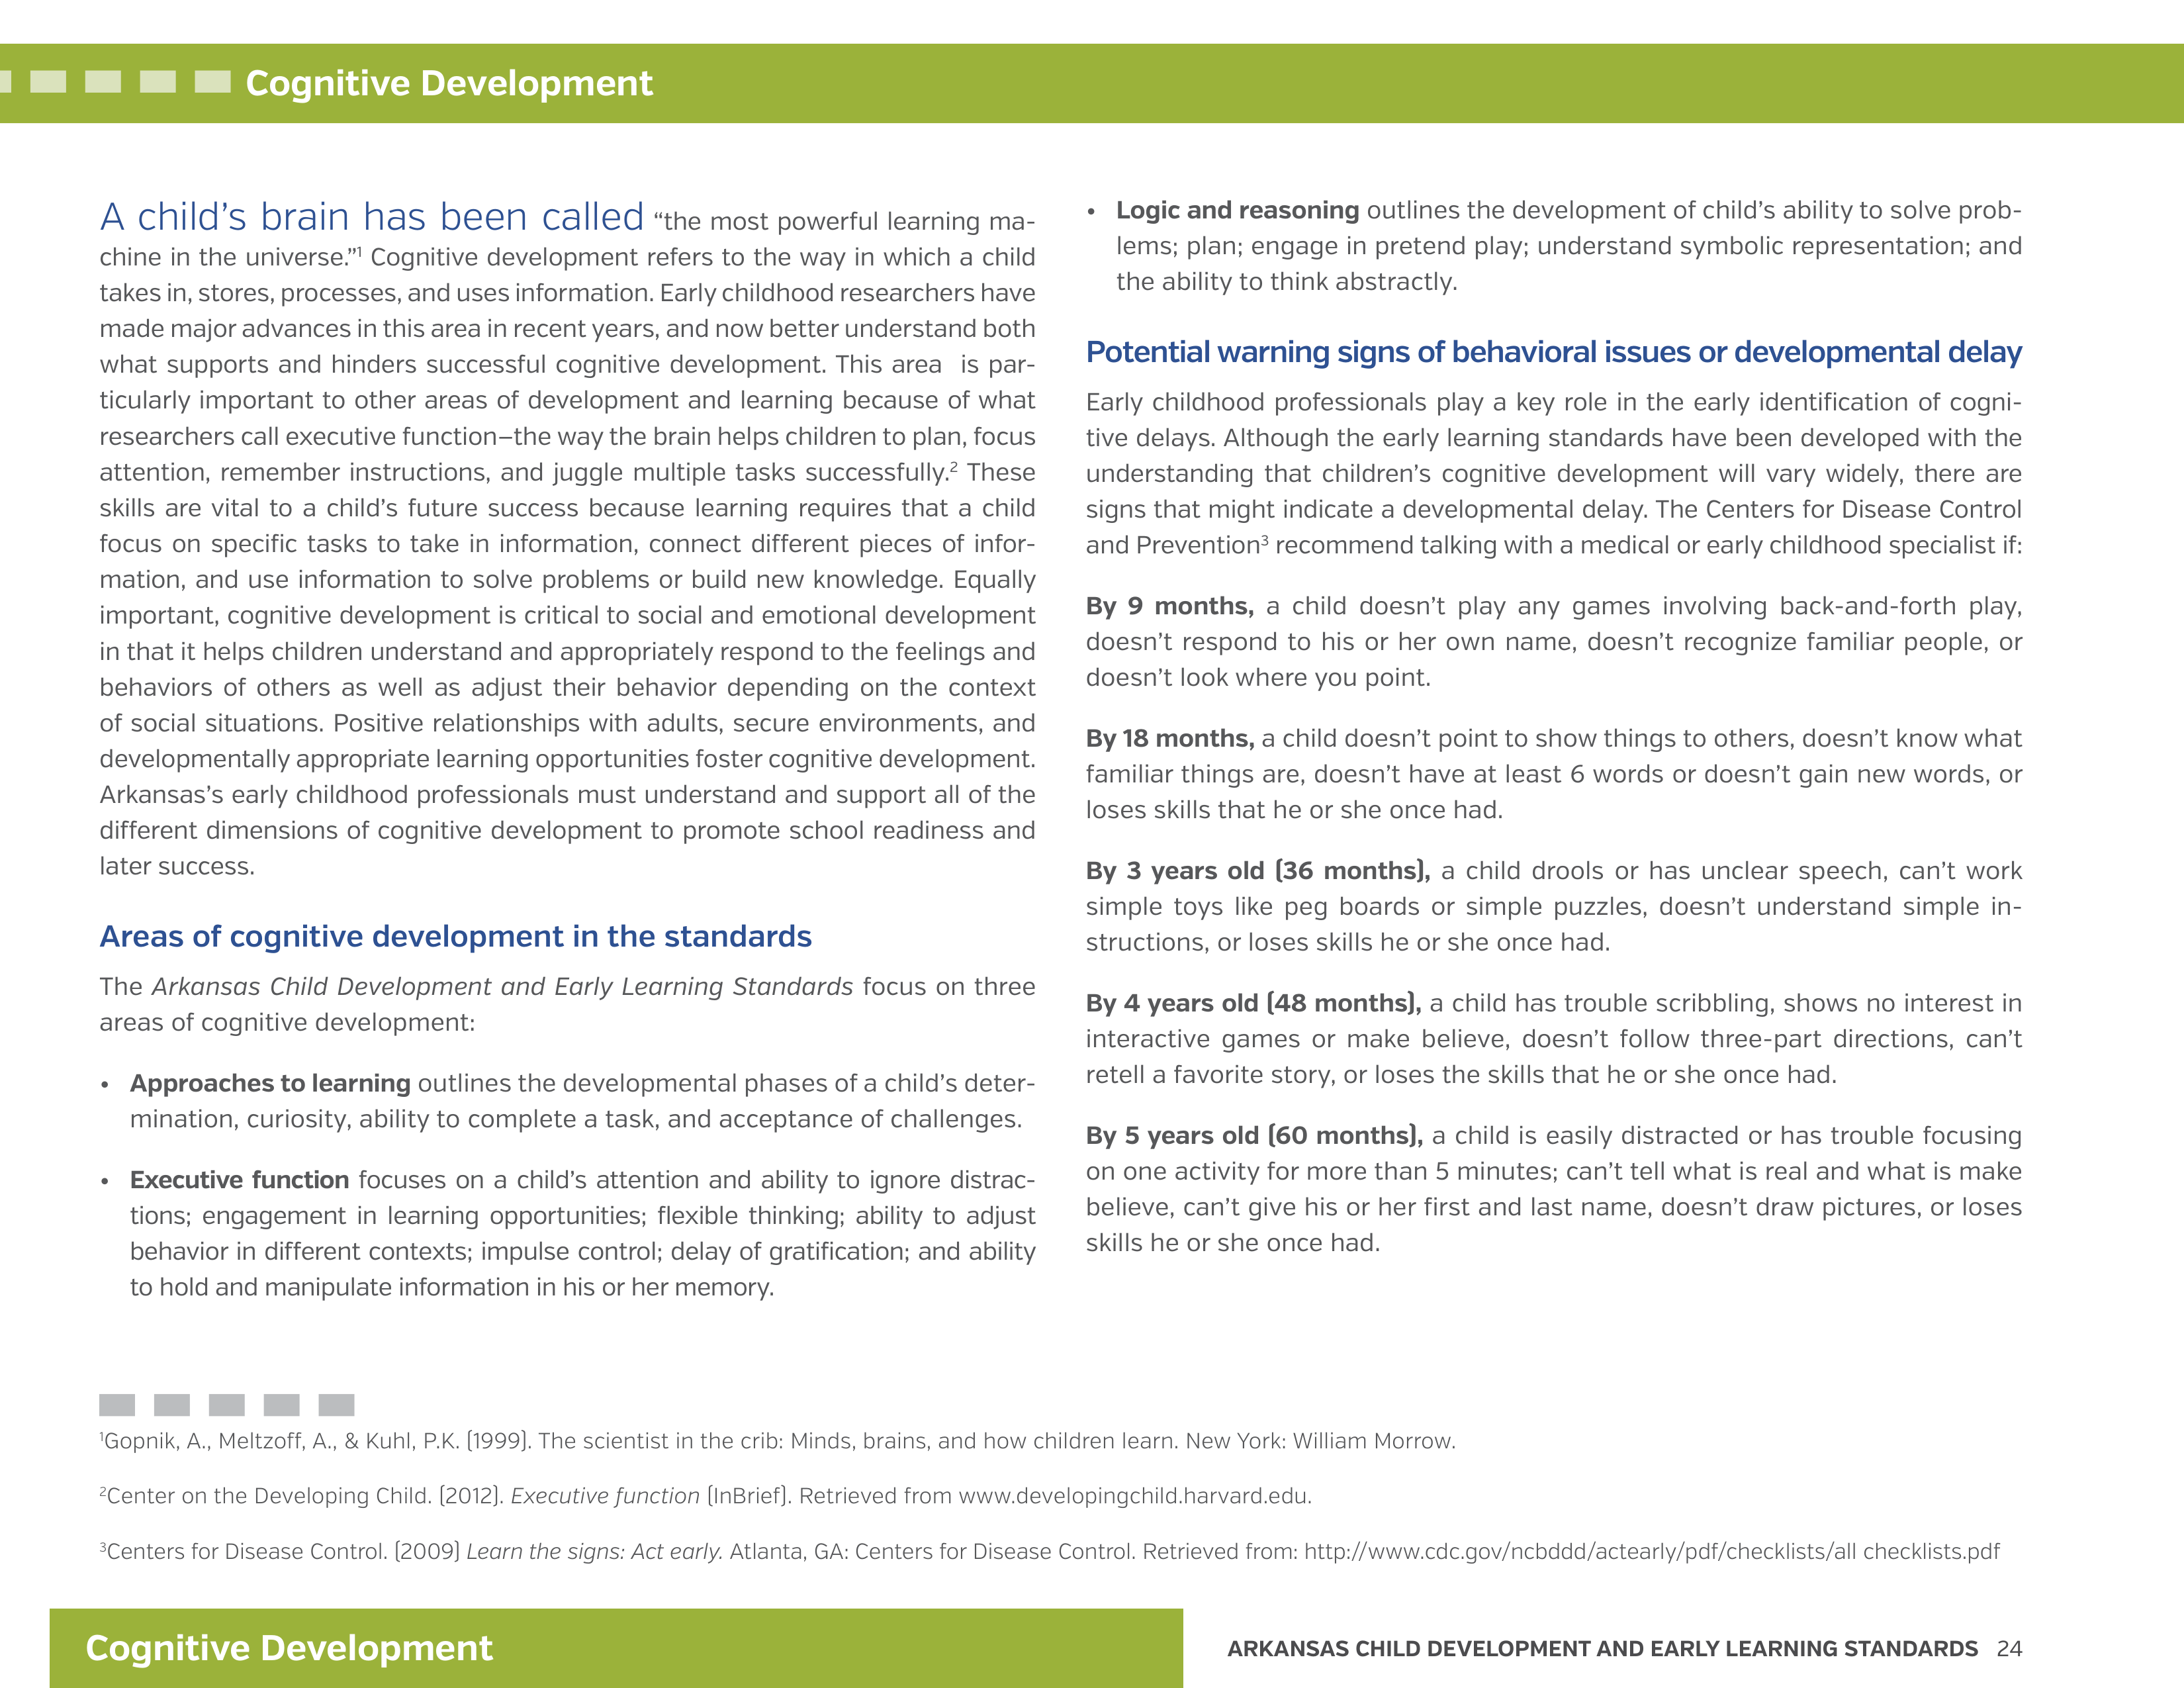 Cognitive Development
A child’s brain has been called “the most powerful learning ma-
chine in the universe.”1 Cognitive development refers to the way in which a child
takes in, stores, processes, and uses information. Early childhood researchers have
made major advances in this area in recent years, and now better understand both
what supports and hinders successful cognitive development. This area is par-
ticularly important to other areas of development and learning because of what
researchers call executive function—the way the brain helps children to plan, focus
attention, remember instructions, and juggle multiple tasks successfully.2 These
skills are vital to a child’s future success because learning requires that a child
focus on specific tasks to take in information, connect different pieces of infor-
mation, and use information to solve problems or build new knowledge. Equally
important, cognitive development is critical to social and emotional development
in that it helps children understand and appropriately respond to the feelings and
behaviors of others as well as adjust their behavior depending on the context
of social situations. Positive relationships with adults, secure environments, and
developmentally appropriate learning opportunities foster cognitive development.
Arkansas’s early childhood professionals must understand and support all of the
different dimensions of cognitive development to promote school readiness and
later success.
Areas of cognitive development in the standards
The Arkansas Child Development and Early Learning Standards focus on three
areas of cognitive development:
• Approaches to learning outlines the developmental phases of a child’s deter-
mination, curiosity, ability to complete a task, and acceptance of challenges.
• Executive function focuses on a child’s attention and ability to ignore distrac-
tions; engagement in learning opportunities; flexible thinking; ability to adjust
behavior in different contexts; impulse control; delay of gratification; and ability
to hold and manipulate information in his or her memory.
• Logic and reasoning outlines the development of child’s ability to solve prob-
lems; plan; engage in pretend play; understand symbolic representation; and
the ability to think abstractly.
Potential warning signs of behavioral issues or developmental delay
Early childhood professionals play a key role in the early identification of cogni-
tive delays. Although the early learning standards have been developed with the
understanding that children’s cognitive development will vary widely, there are
signs that might indicate a developmental delay. The Centers for Disease Control
and Prevention3 recommend talking with a medical or early childhood specialist if:
By 9 months, a child doesn’t play any games involving back-and-forth play,
doesn’t respond to his or her own name, doesn’t recognize familiar people, or
doesn’t look where you point.
By 18 months, a child doesn’t point to show things to others, doesn’t know what
familiar things are, doesn’t have at least 6 words or doesn’t gain new words, or
loses skills that he or she once had.
By 3 years old (36 months), a child drools or has unclear speech, can’t work
simple toys like peg boards or simple puzzles, doesn’t understand simple in-
structions, or loses skills he or she once had.
By 4 years old (48 months), a child has trouble scribbling, shows no interest in
interactive games or make believe, doesn’t follow three-part directions, can’t
retell a favorite story, or loses the skills that he or she once had.
By 5 years old (60 months), a child is easily distracted or has trouble focusing
on one activity for more than 5 minutes; can’t tell what is real and what is make
believe, can’t give his or her first and last name, doesn’t draw pictures, or loses
skills he or she once had.
1Gopnik, A., Meltzoff, A., & Kuhl, P.K. (1999). The scientist in the crib: Minds, brains, and how children learn. New York: William Morrow.
2Center on the Developing Child. (2012). Executive function (InBrief). Retrieved from www.developingchild.harvard.edu.
3Centers for Disease Control. (2009) Learn the signs: Act early. Atlanta, GA: Centers for Disease Control. Retrieved from: http://www.cdc.gov/ncbddd/actearly/pdf/checklists/all checklists.pdf
Cognitive Development
ARKANSAS CHILD DEVELOPMENT AND EARLY LEARNING STANDARDS 24